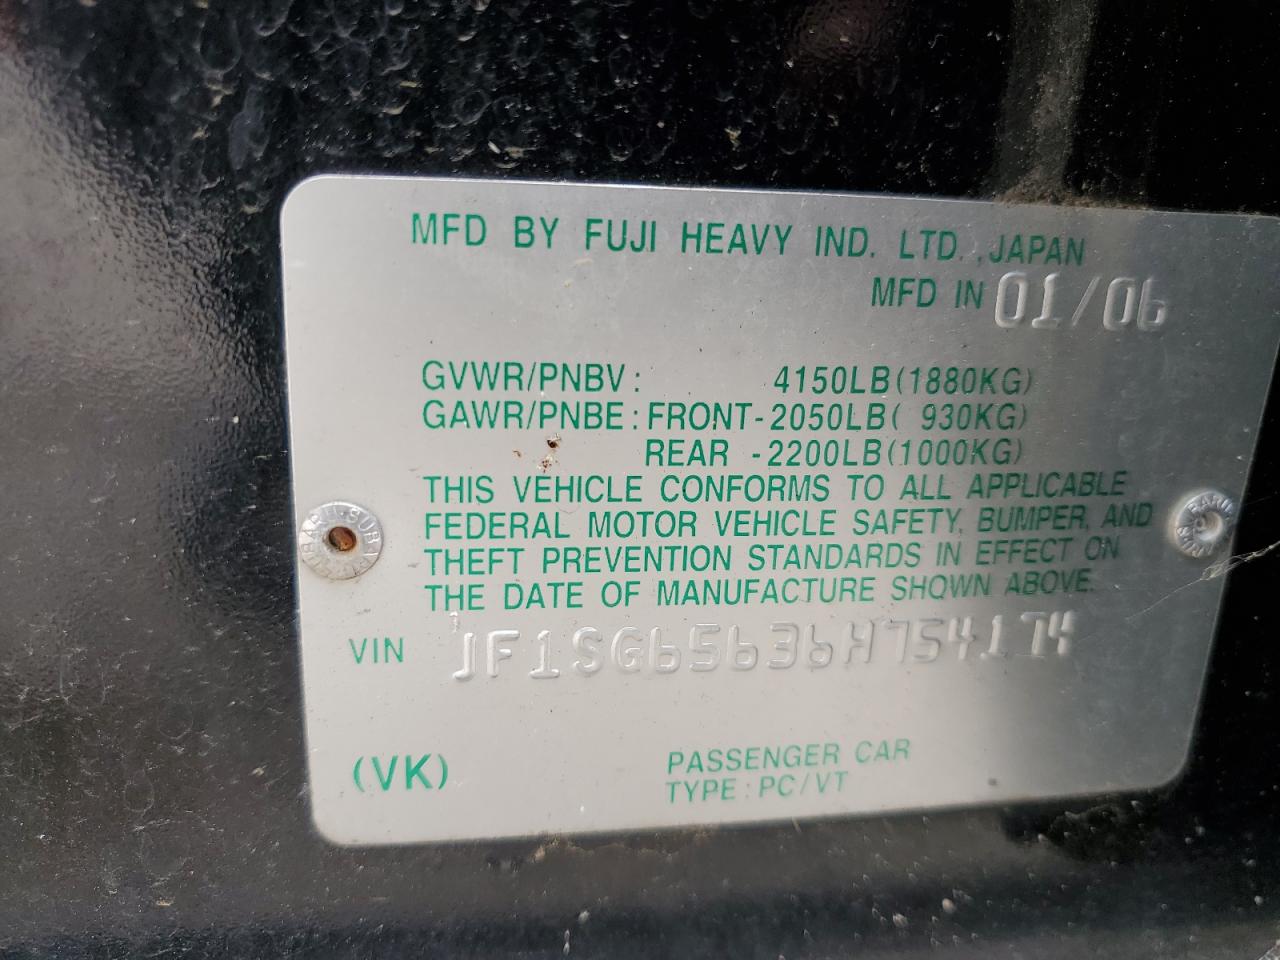 MFD BY FUJI HEAVY IND. LTD., JAPAN
MFD IN 01/06
GVWR/PNBV: 4150LB(1880KG)
GAWR/PNBE: FRONT-2050LB( 930KG)
REAR -2200LB(1000KG)
THIS VEHICLE CONFORMS TO ALL APPLICABLE
FEDERAL MOTOR VEHICLE SAFETY, BUMPER, AND
THEFT PREVENTION STANDARDS IN EFFECT ON
THE DATE OF MANUFACTURE SHOWN ABOVE.
VIN JF1SG65636H754174
(VK) PASSENGER CAR
TYPE: PC/VT